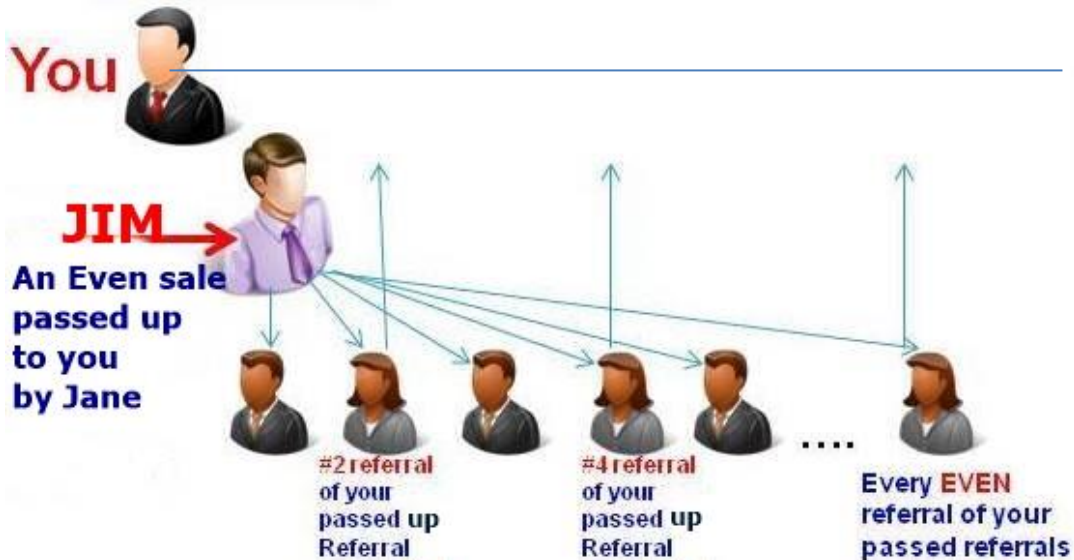 You
JIM
An Even sale
passed up
to you
by Jane
#2 referral
of your
passed up
Referral
#4 referral
of your
passed up
Referral
....
Every EVEN
referral of your
passed referrals